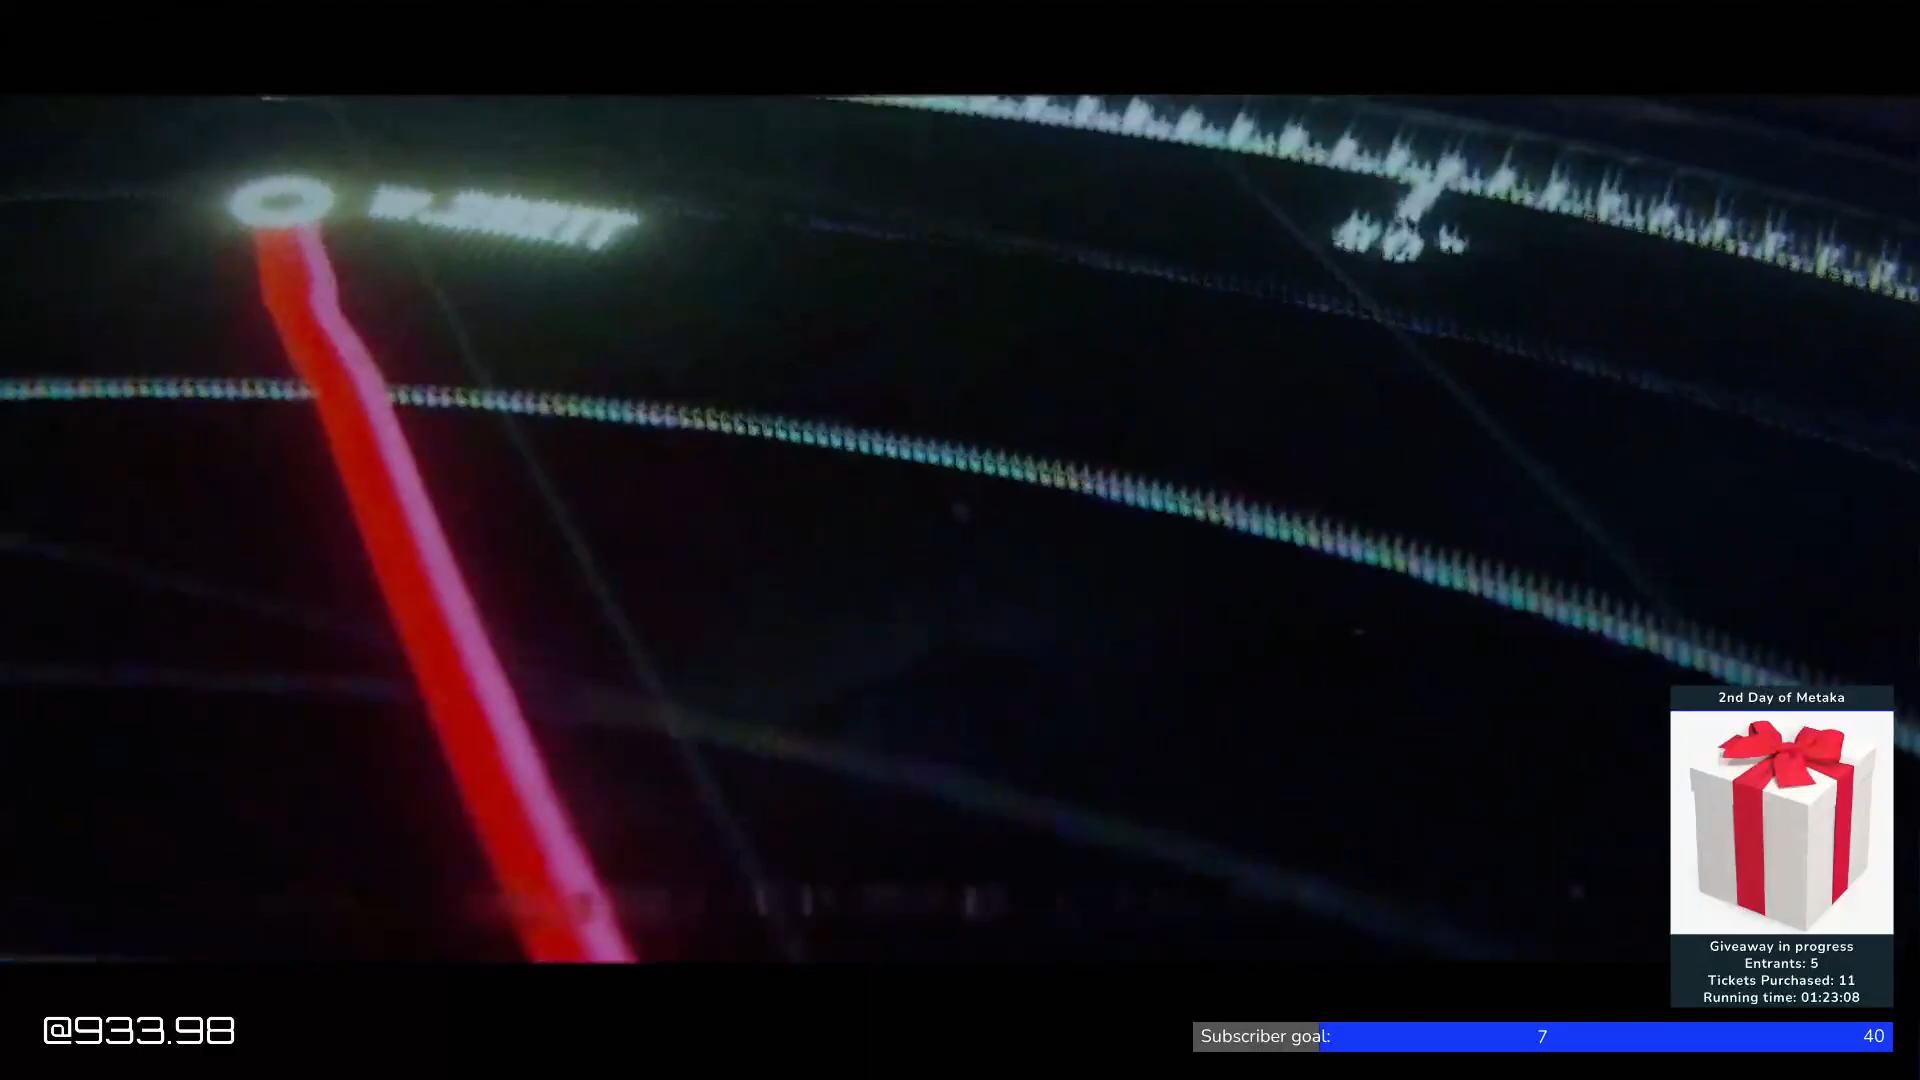 2nd Day of Metaka
Giveaway in progress
Entrants: 5
Tickets Purchased: 11
Running time: 01:23:08
@933.98
Subscriber goal: 7 40